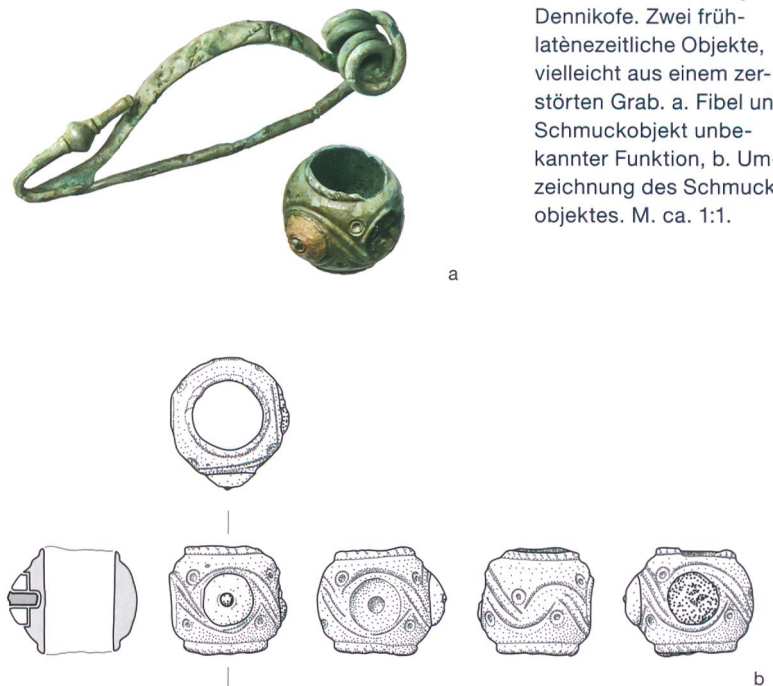 Dennikofe. Zwei früh-
latènezeitliche Objekte,
vielleicht aus einem zer-
störten Grab. a. Fibel un
Schmuckobjekt unbe-
kannter Funktion, b. Um-
zeichnung des Schmuck
objektes. M. ca. 1:1.
a
b